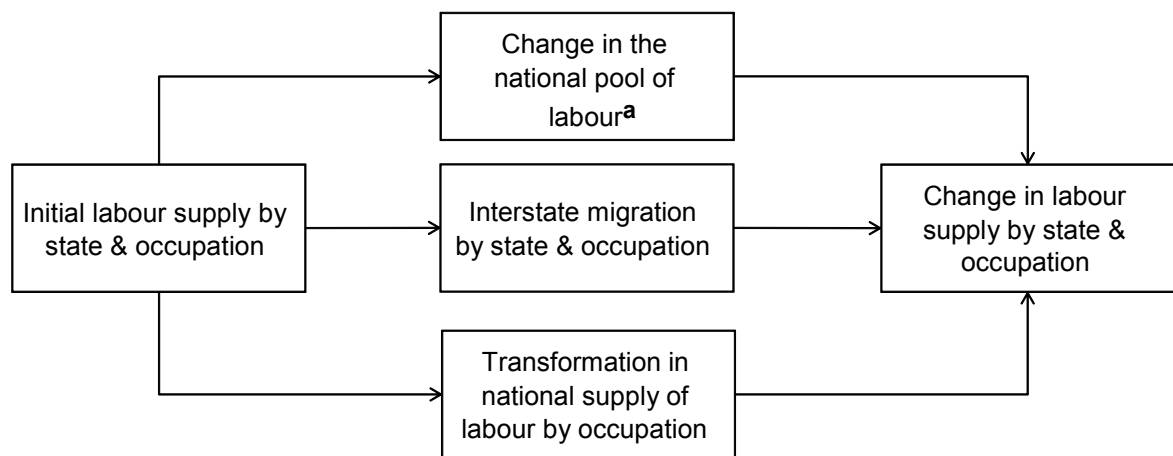 Change in the
national pool of
labourᵃ
Initial labour supply by
state & occupation
Interstate migration
by state & occupation
Change in labour
supply by state &
occupation
Transformation in
national supply of
labour by occupation